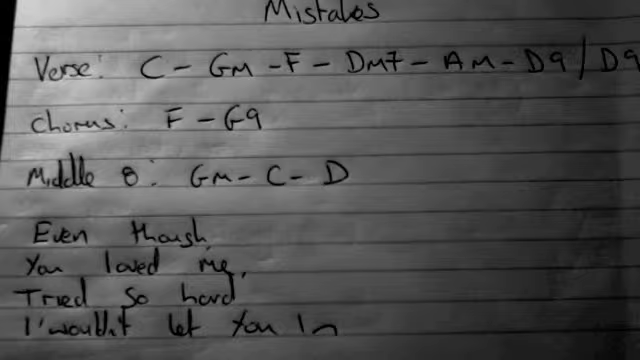 Mistakes
Verse: C - Gm - F - Dm7 - Am - D9 / D9
Chorus: F - G9
Middle 8: Gm - C - D
Even though
You loved me,
Tried so hard
I wouldn't let you in